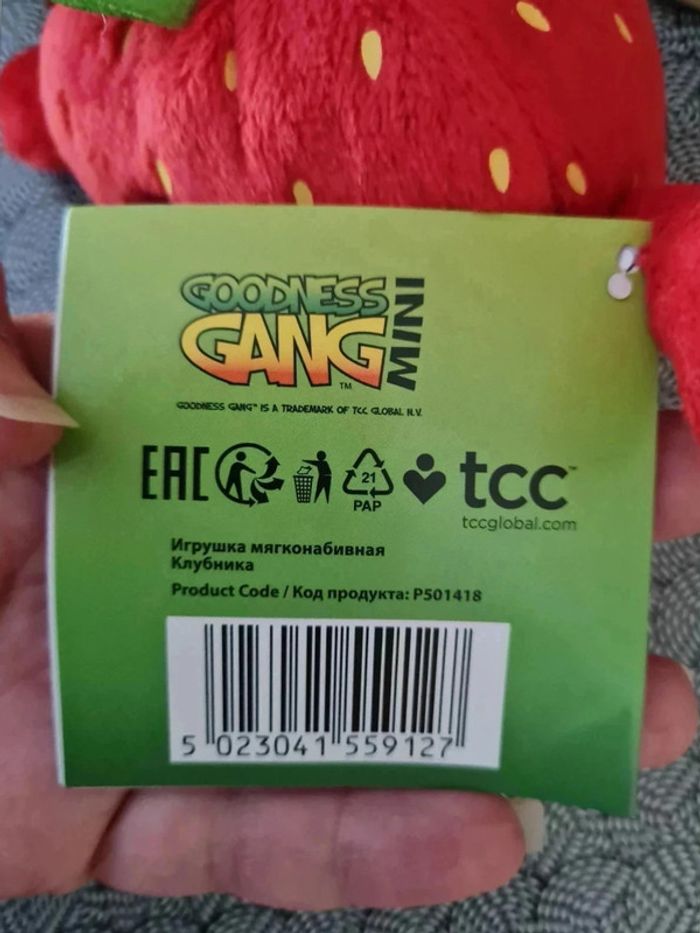 GOODNESS
GANG MINI
TM
GOODNESS GANG™ IS A TRADEMARK OF TCC GLOBAL N.V.
EAC
21
PAP
tcc™
tccglobal.com
Игрушка мягконабивная
Клубника
Product Code / Код продукта: P501418
5 023041 559127